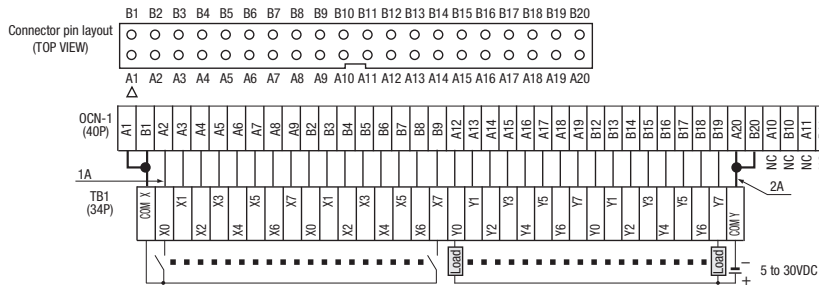 B1 B2 B3 B4 B5 B6 B7 B8 B9 B10 B11 B12 B13 B14 B15 B16 B17 B18 B19 B20
Connector pin layout
(TOP VIEW)
A1 A2 A3 A4 A5 A6 A7 A8 A9 A10 A11 A12 A13 A14 A15 A16 A17 A18 A19 A20
OCN-1
(40P)
A1 B1 A2 A3 A4 A5 A6 A7 A8 A9 B2 B3 B4 B5 B6 B7 B8 B9 A12 A13 A14 A15 A16 A17 A18 A19 B12 B13 B14 B15 B16 B17 B18 B19 A20 B20 A10 B10 A11
NC NC NC
1A
2A
TB1
(34P)
COM X X0 X1 X2 X3 X4 X5 X6 X7 X0 X1 X2 X3 X4 X5 X6 X7 Y0 Y1 Y2 Y3 Y4 Y5 Y6 Y7 Y0 Y1 Y2 Y3 Y4 Y5 Y6 Y7 COM Y
Load Load
−
+
5 to 30VDC